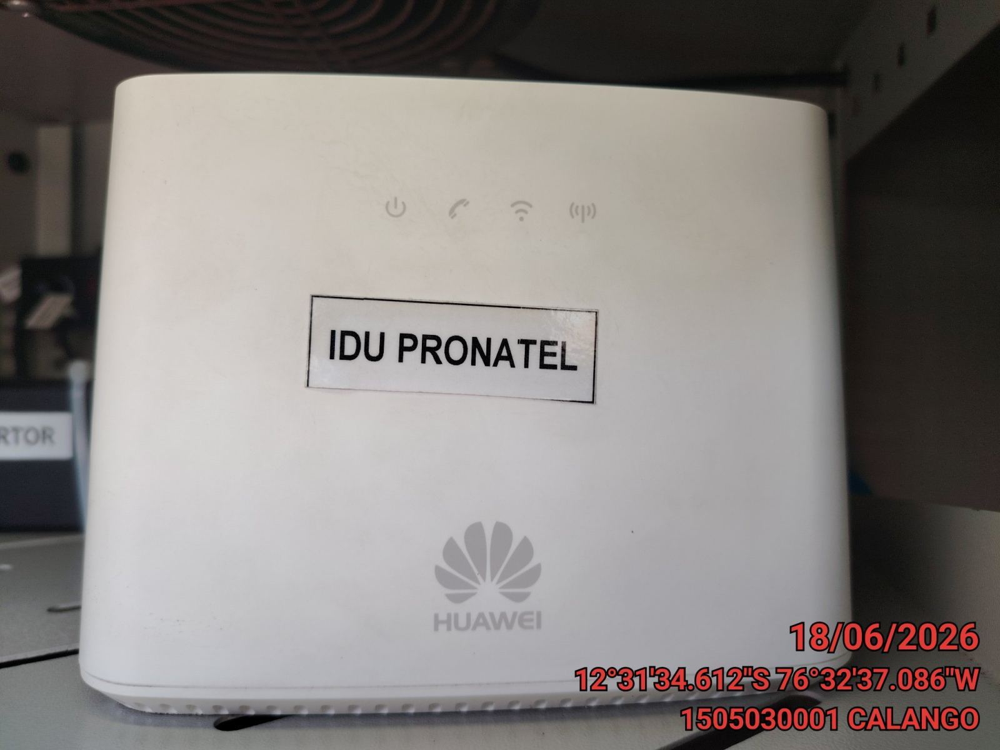 IDU PRONATEL
RTOR
HUAWEI
18/06/2026
12°31'34.612"S 76°32'37.086"W
1505030001 CALANGO